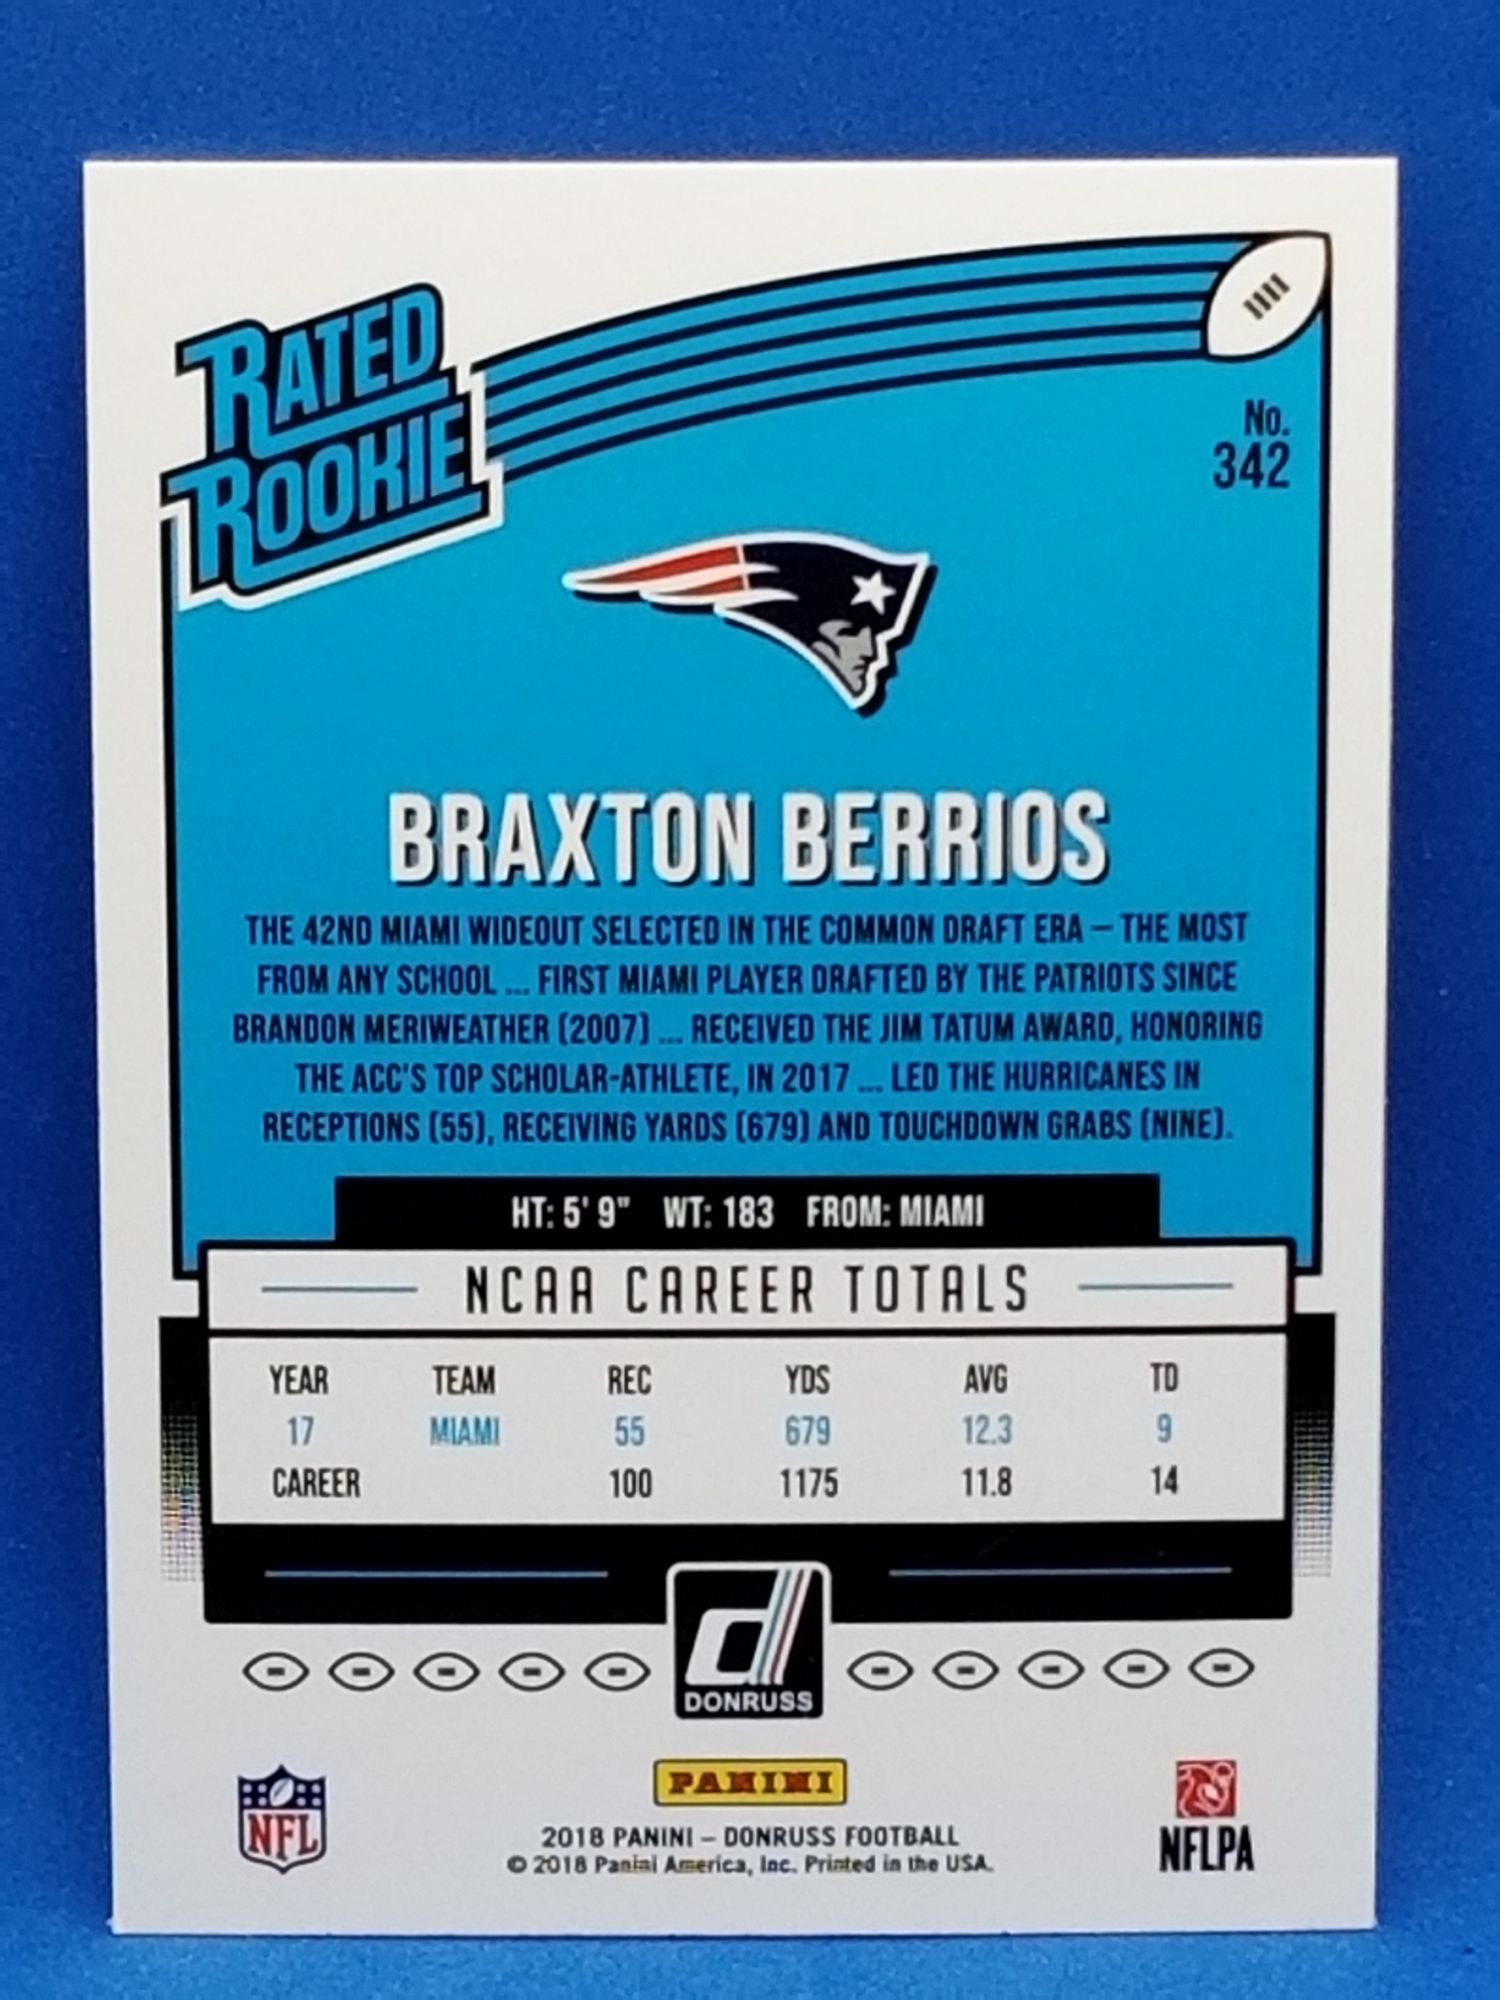 RATED
ROOKIE
No.
342
BRAXTON BERRIOS
THE 42ND MIAMI WIDEOUT SELECTED IN THE COMMON DRAFT ERA – THE MOST
FROM ANY SCHOOL ... FIRST MIAMI PLAYER DRAFTED BY THE PATRIOTS SINCE
BRANDON MERIWEATHER (2007) ... RECEIVED THE JIM TATUM AWARD, HONORING
THE ACC'S TOP SCHOLAR-ATHLETE, IN 2017 ... LED THE HURRICANES IN
RECEPTIONS (55), RECEIVING YARDS (679) AND TOUCHDOWN GRABS (NINE).
HT: 5' 9" WT: 183 FROM: MIAMI
NCAA CAREER TOTALS
YEAR TEAM REC YDS AVG TD
17 MIAMI 55 679 12.3 9
CAREER 100 1175 11.8 14
d
DONRUSS
PANINI
NFL
2018 PANINI – DONRUSS FOOTBALL
© 2018 Panini America, Inc. Printed in the USA.
NFLPA